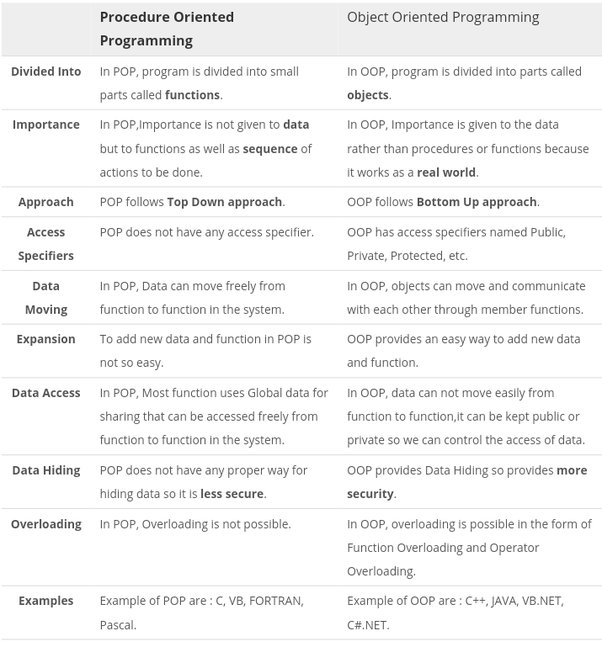 Procedure Oriented Object Oriented Programming
Programming
Divided Into In POP, program is divided into small In OOP, program is divided into parts called
parts called functions. objects.
Importance In POP,Importance is not given to data In OOP, Importance is given to the data
but to functions as well as sequence of rather than procedures or functions because
actions to be done. it works as a real world.
Approach POP follows Top Down approach. OOP follows Bottom Up approach.
Access POP does not have any access specifier. OOP has access specifiers named Public,
Specifiers Private, Protected, etc.
Data In POP, Data can move freely from In OOP, objects can move and communicate
Moving function to function in the system. with each other through member functions.
Expansion To add new data and function in POP is OOP provides an easy way to add new data
not so easy. and function.
Data Access In POP, Most function uses Global data for In OOP, data can not move easily from
sharing that can be accessed freely from function to function,it can be kept public or
function to function in the system. private so we can control the access of data.
Data Hiding POP does not have any proper way for OOP provides Data Hiding so provides more
hiding data so it is less secure. security.
Overloading In POP, Overloading is not possible. In OOP, overloading is possible in the form of
Function Overloading and Operator
Overloading.
Examples Example of POP are : C, VB, FORTRAN, Example of OOP are : C++, JAVA, VB.NET,
Pascal. C#.NET.